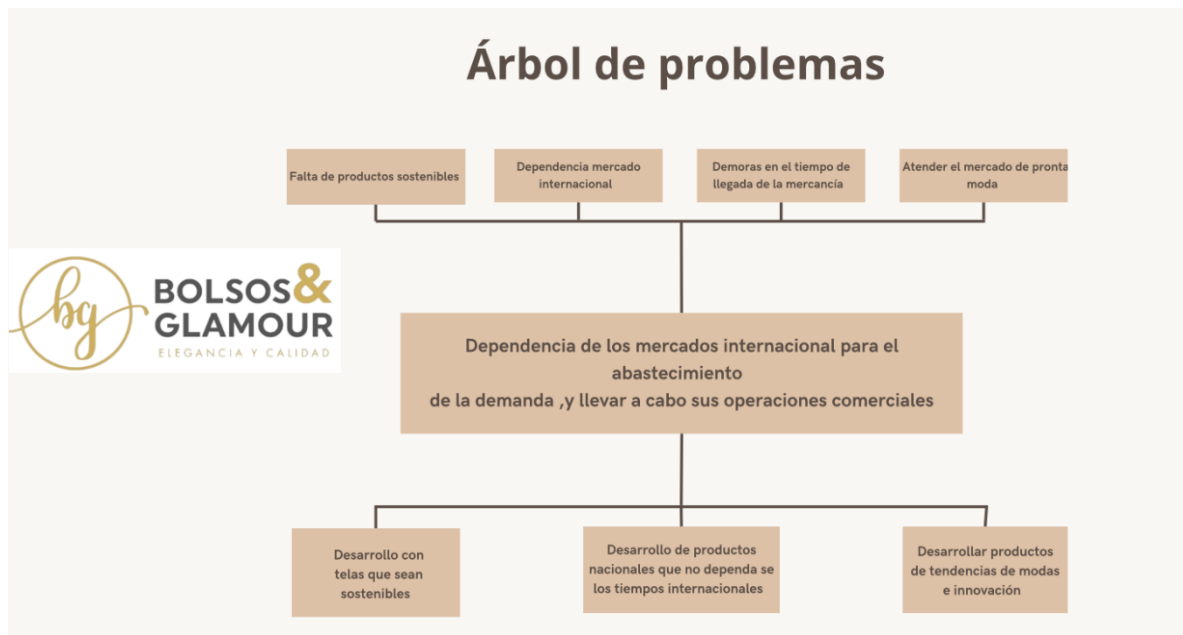 Árbol de problemas
Falta de productos sostenibles
Dependencia mercado
internacional
Demoras en el tiempo de
llegada de la mercancía
Atender el mercado de pronta
moda
bg
BOLSOS&
GLAMOUR
ELEGANCIA Y CALIDAD
Dependencia de los mercados internacional para el
abastecimiento
de la demanda ,y llevar a cabo sus operaciones comerciales
Desarrollo con
telas que sean
sostenibles
Desarrollo de productos
nacionales que no dependa se
los tiempos internacionales
Desarrollar productos
de tendencias de modas
e innovación